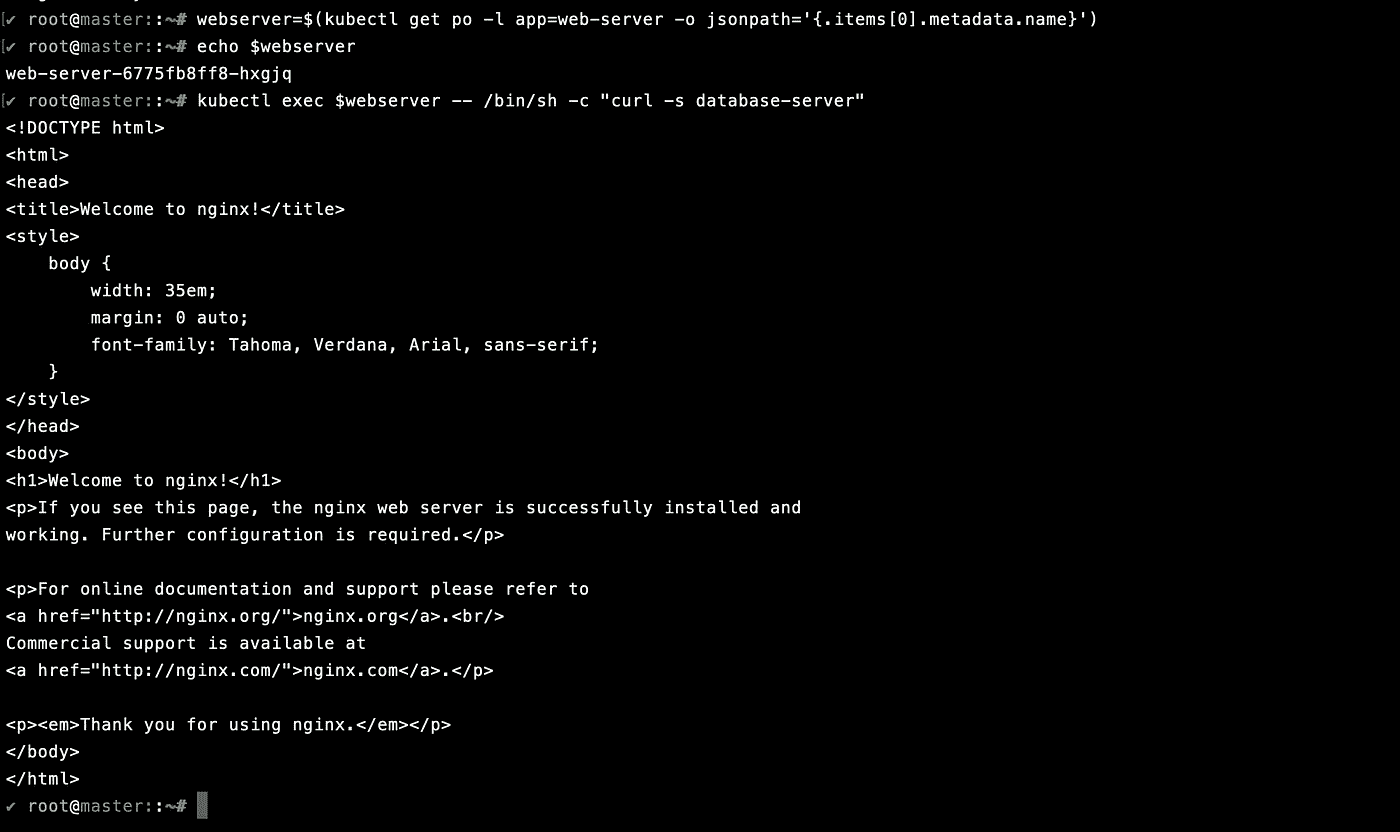 [✔ root@master::~# webserver=$(kubectl get po -l app=web-server -o jsonpath='{.items[0].metadata.name}')
[✔ root@master::~# echo $webserver
web-server-6775fb8ff8-hxgjq
[✔ root@master::~# kubectl exec $webserver -- /bin/sh -c "curl -s database-server"
<!DOCTYPE html>
<html>
<head>
<title>Welcome to nginx!</title>
<style>
    body {
        width: 35em;
        margin: 0 auto;
        font-family: Tahoma, Verdana, Arial, sans-serif;
    }
</style>
</head>
<body>
<h1>Welcome to nginx!</h1>
<p>If you see this page, the nginx web server is successfully installed and
working. Further configuration is required.</p>

<p>For online documentation and support please refer to
<a href="http://nginx.org/">nginx.org</a>.<br/>
Commercial support is available at
<a href="http://nginx.com/">nginx.com</a>.</p>

<p><em>Thank you for using nginx.</em></p>
</body>
</html>
✔ root@master::~#